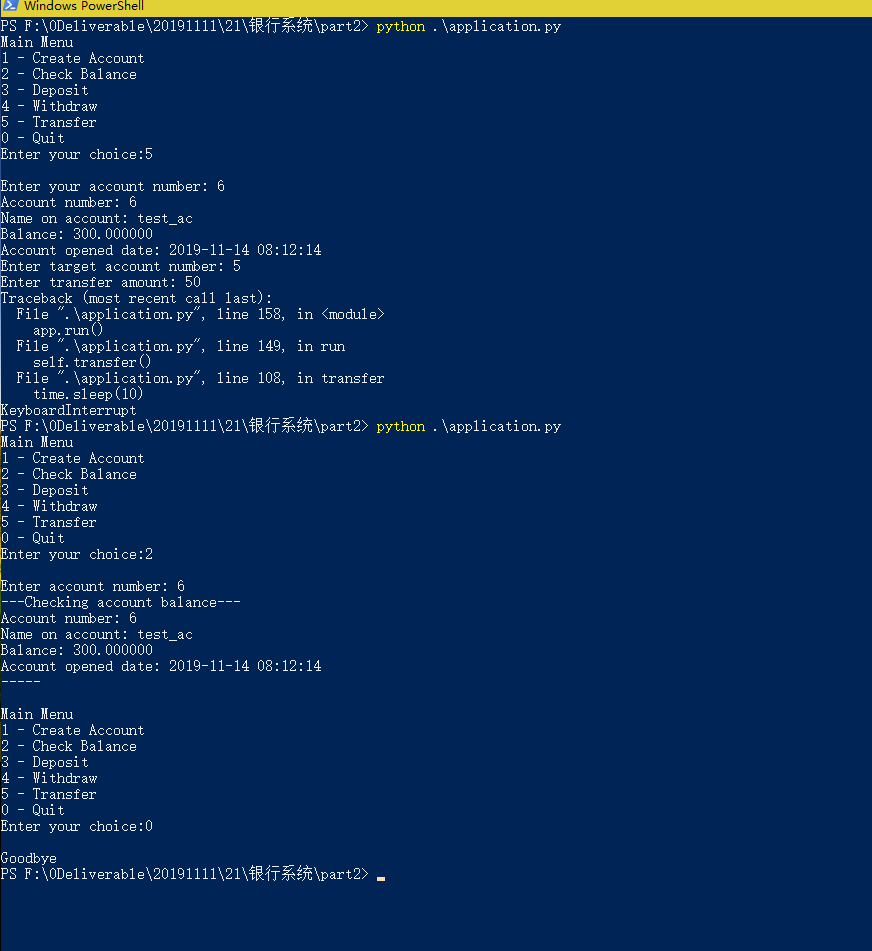 Windows PowerShell
PS F:\0Deliverable\20191111\21\银行系统\part2> python .\application.py
Main Menu
1 - Create Account
2 - Check Balance
3 - Deposit
4 - Withdraw
5 - Transfer
0 - Quit
Enter your choice:5
Enter your account number: 6
Account number: 6
Name on account: test_ac
Balance: 300.000000
Account opened date: 2019-11-14 08:12:14
Enter target account number: 5
Enter transfer amount: 50
Traceback (most recent call last):
  File ".\application.py", line 158, in <module>
    app.run()
  File ".\application.py", line 149, in run
    self.transfer()
  File ".\application.py", line 108, in transfer
    time.sleep(10)
KeyboardInterrupt
PS F:\0Deliverable\20191111\21\银行系统\part2> python .\application.py
Main Menu
1 - Create Account
2 - Check Balance
3 - Deposit
4 - Withdraw
5 - Transfer
0 - Quit
Enter your choice:2
Enter account number: 6
---Checking account balance---
Account number: 6
Name on account: test_ac
Balance: 300.000000
Account opened date: 2019-11-14 08:12:14
-----
Main Menu
1 - Create Account
2 - Check Balance
3 - Deposit
4 - Withdraw
5 - Transfer
0 - Quit
Enter your choice:0
Goodbye
PS F:\0Deliverable\20191111\21\银行系统\part2>